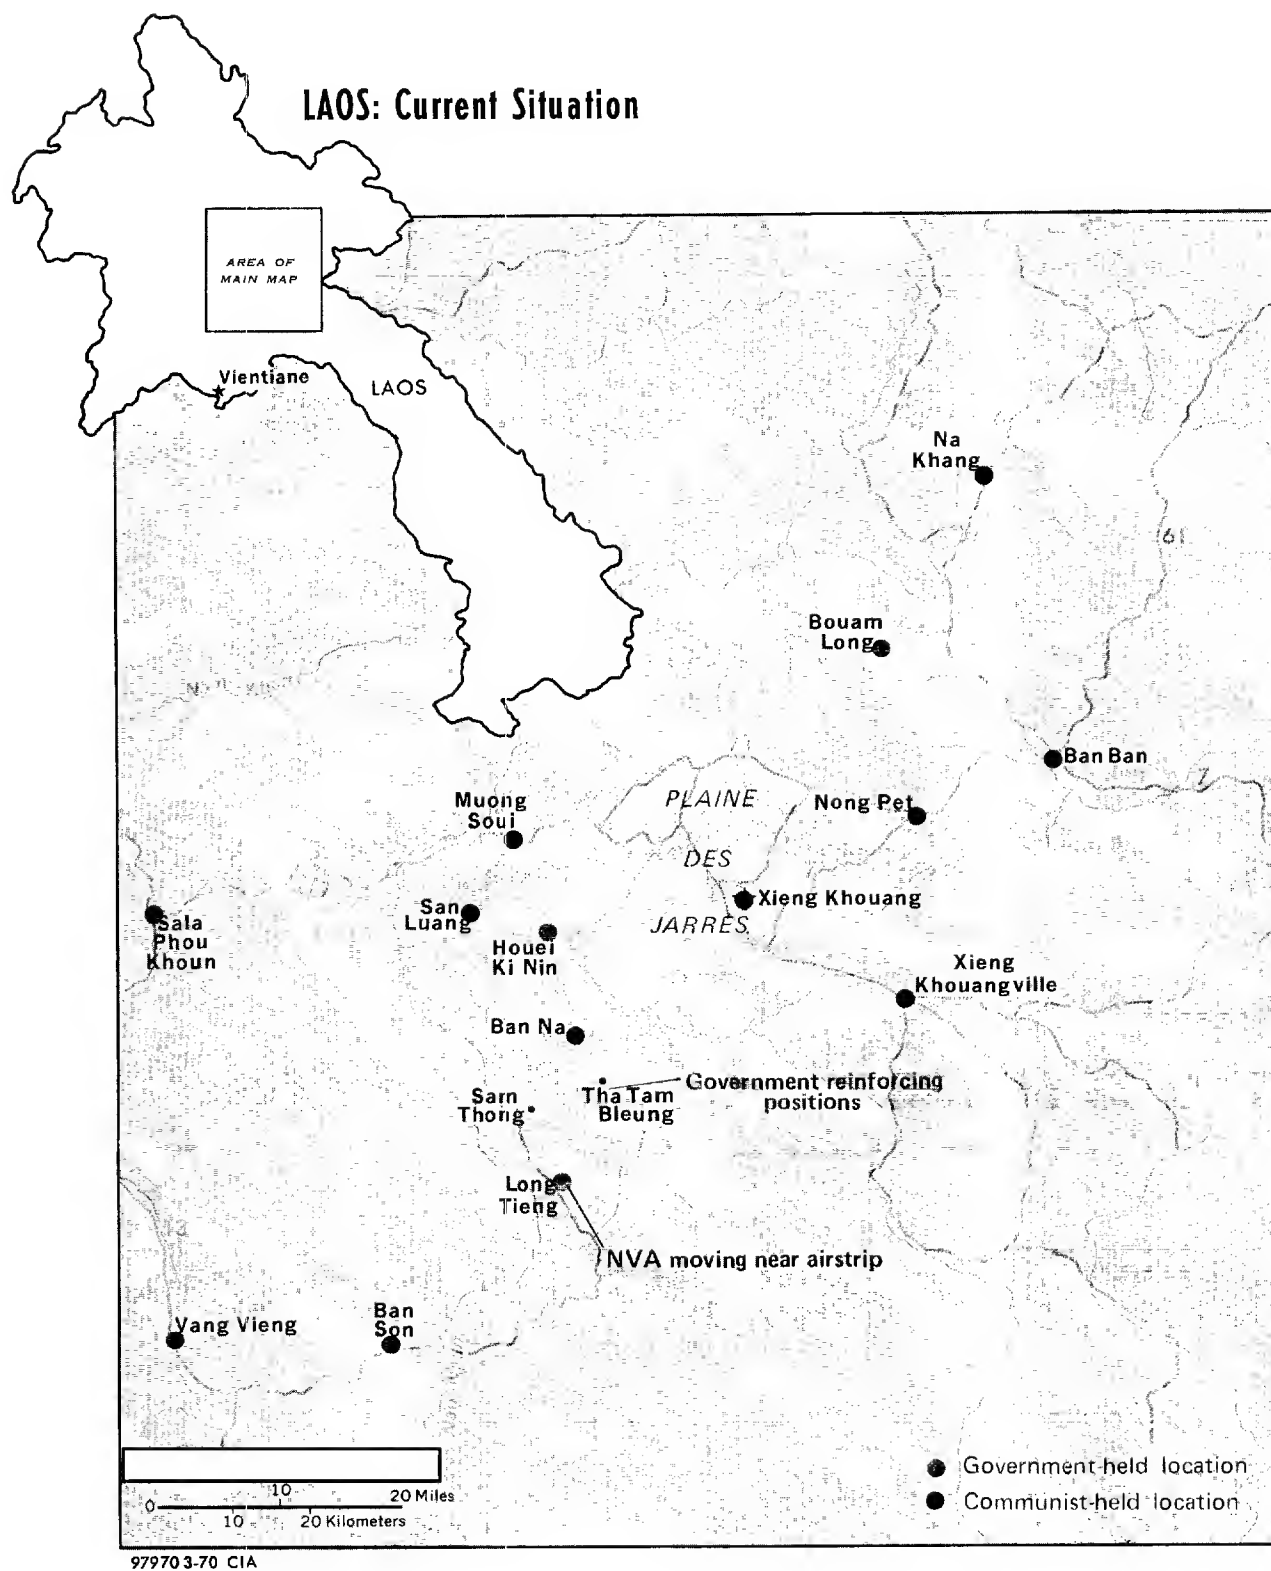 LAOS: Current Situation
AREA OF
MAIN MAP
Vientiane
LAOS
Na
Khang
61
Bouam
Long
Ban Ban
7
PLAINE
DES
JARRES
Nong Pet
Muong
Soui
Xieng Khouang
San
Luang
Sala
Phou
Khoun
Houei
Ki Nin
Xieng
Khouangville
Ban Na
Tha Tam
Bleung
Government reinforcing
positions
Sam
Thong
Long
Tieng
NVA moving near airstrip
Vang Vieng
Ban
Son
Government-held location
Communist-held location
10
20 Miles
0
10
20 Kilometers
97970 3-70 CIA